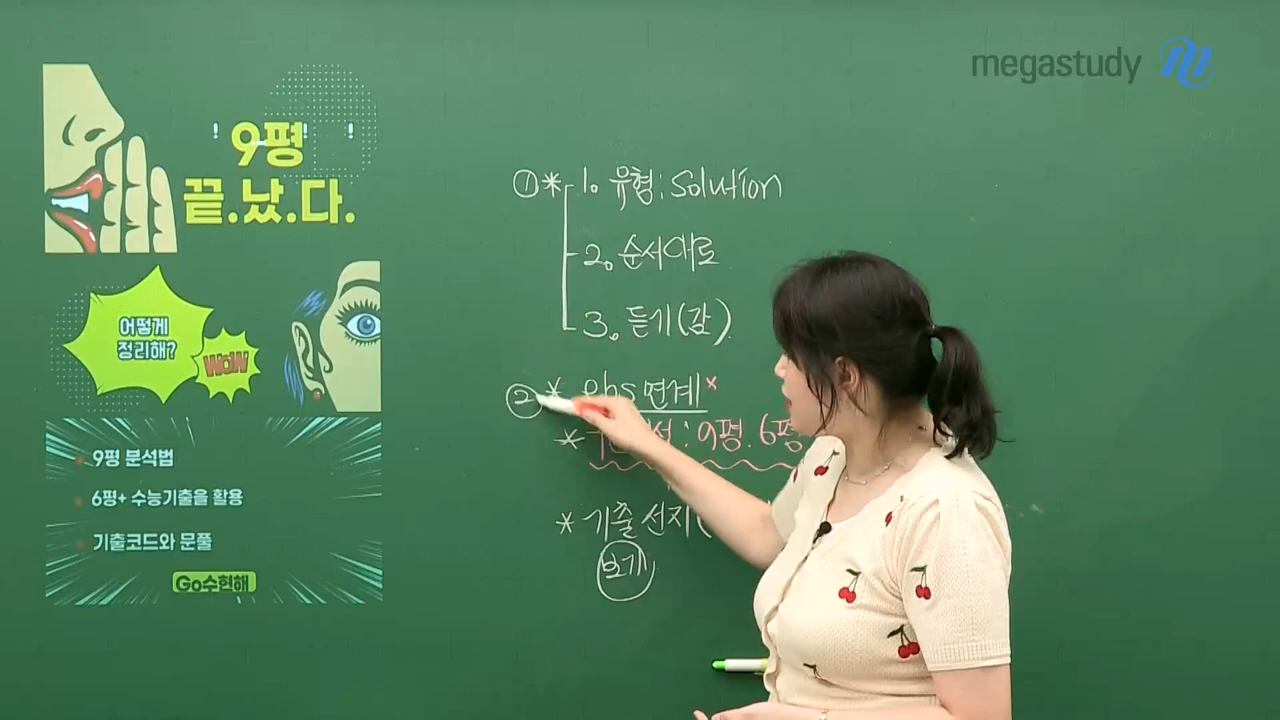 megastudy
9평
끝.났.다.
어떻게
정리해?
WOW
9평 분석법
6평+ 수능기출을 활용
기출코드와 문풀
Go수현해
① * 1. 유형: Solution
2. 순서대로
3. 듣기(감)
② * ebs 연계 x
* : 9평. 6평
* 기출 선지(
보기